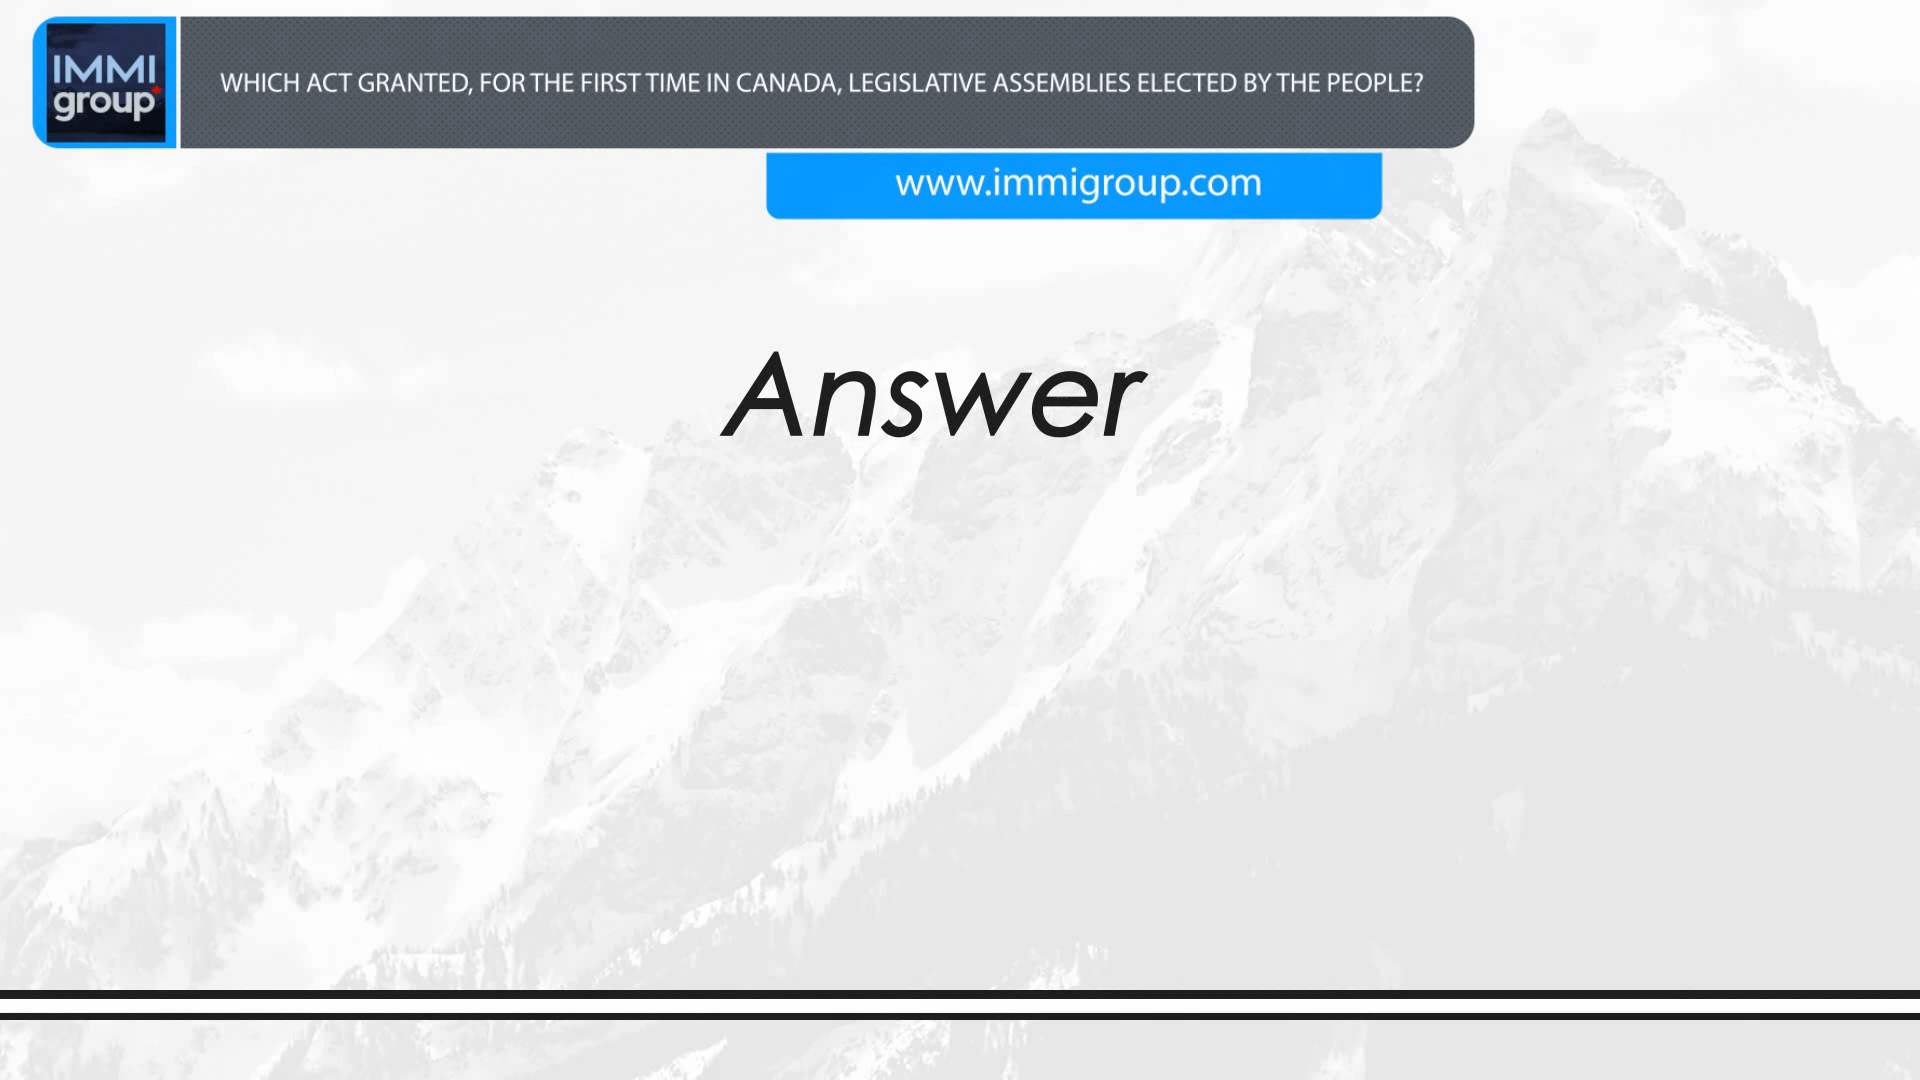 IMMI
group
WHICH ACT GRANTED, FOR THE FIRST TIME IN CANADA, LEGISLATIVE ASSEMBLIES ELECTED BY THE PEOPLE?
www.immigroup.com
Answer